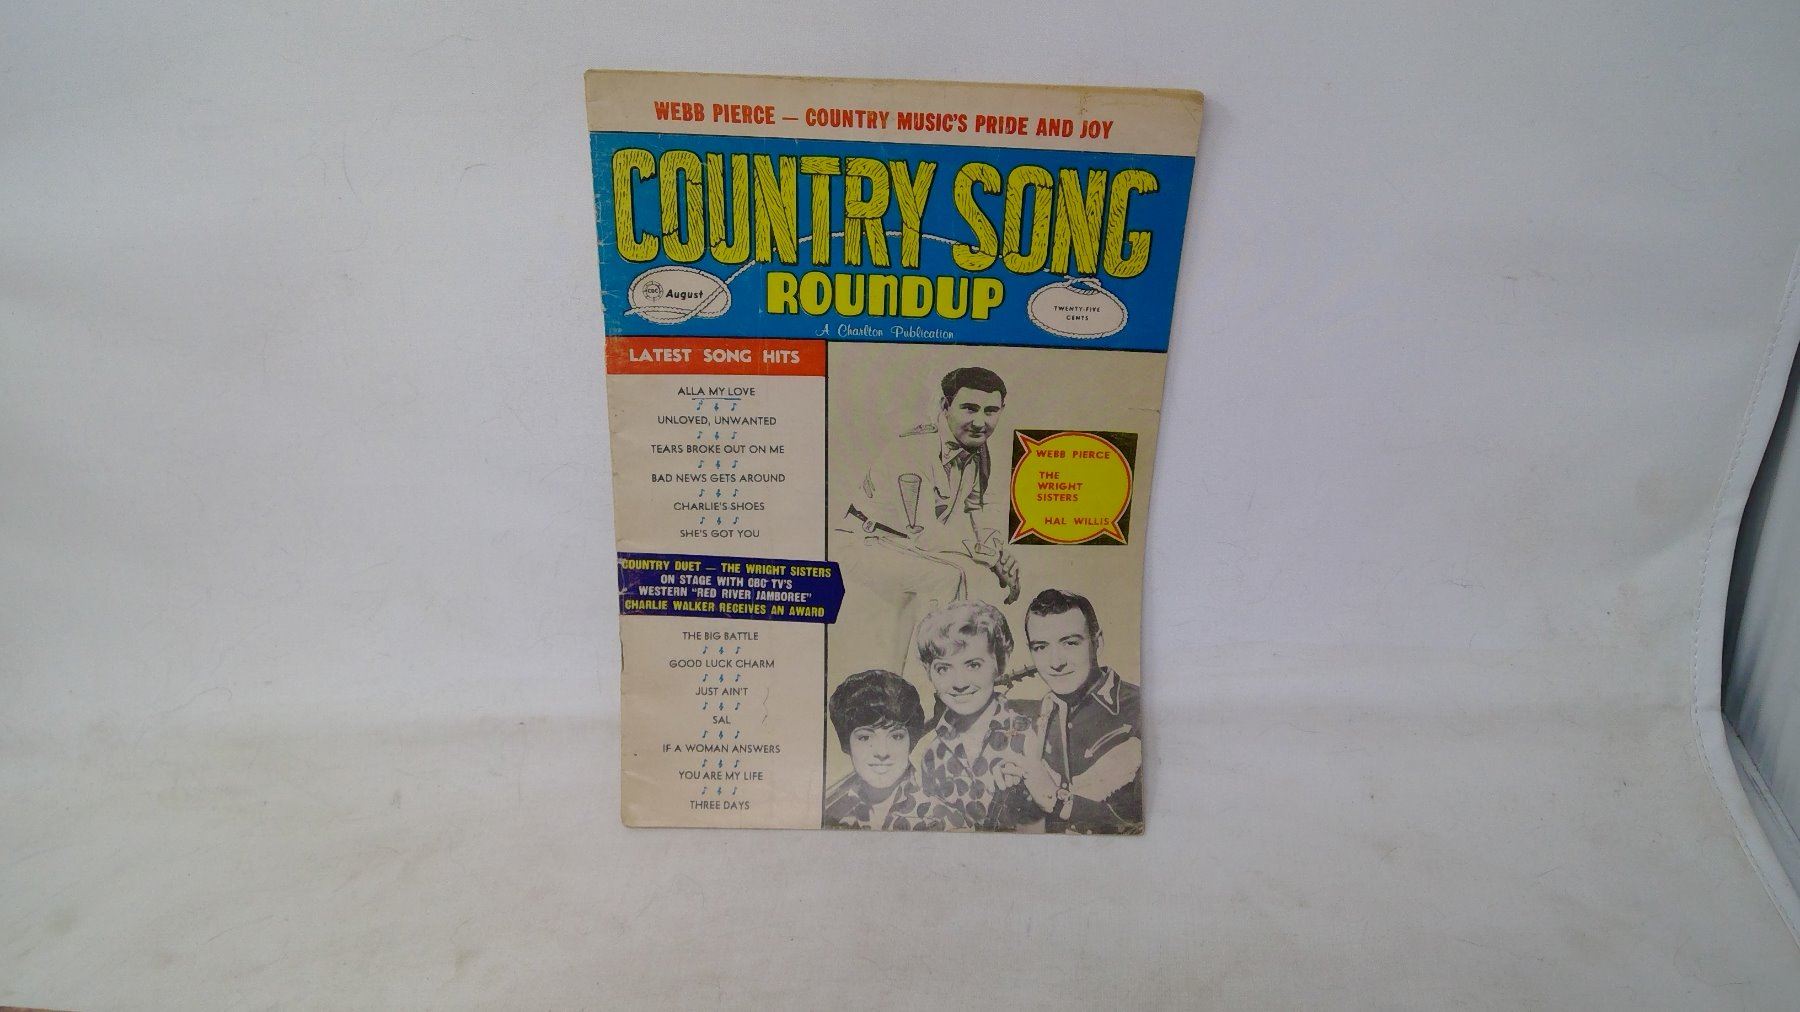 WEBB PIERCE — COUNTRY MUSIC'S PRIDE AND JOY
COUNTRY SONG
ROUNDUP
CDC
August
TWENTY-FIVE
CENTS
A Charlton Publication
LATEST SONG HITS
ALLA MY LOVE
UNLOVED, UNWANTED
TEARS BROKE OUT ON ME
BAD NEWS GETS AROUND
CHARLIE'S SHOES
SHE'S GOT YOU
COUNTRY DUET — THE WRIGHT SISTERS
ON STAGE WITH CBC TV'S
WESTERN "RED RIVER JAMBOREE"
CHARLIE WALKER RECEIVES AN AWARD
THE BIG BATTLE
GOOD LUCK CHARM
JUST AIN'T
SAL
IF A WOMAN ANSWERS
YOU ARE MY LIFE
THREE DAYS
WEBB PIERCE
THE
WRIGHT
SISTERS
HAL WILLIS